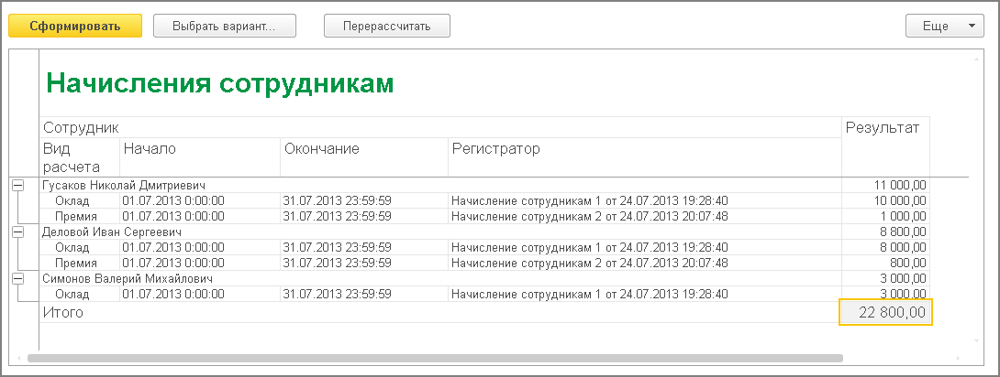 Сформировать Выбрать вариант... Перерассчитать Еще
Начисления сотрудникам
Сотрудник Результат
Вид расчета Начало Окончание Регистратор
Гусаков Николай Дмитриевич 11 000,00
Оклад 01.07.2013 0:00:00 31.07.2013 23:59:59 Начисление сотрудникам 1 от 24.07.2013 19:28:40 10 000,00
Премия 01.07.2013 0:00:00 31.07.2013 23:59:59 Начисление сотрудникам 2 от 24.07.2013 20:07:48 1 000,00
Деловой Иван Сергеевич 8 800,00
Оклад 01.07.2013 0:00:00 31.07.2013 23:59:59 Начисление сотрудникам 1 от 24.07.2013 19:28:40 8 000,00
Премия 01.07.2013 0:00:00 31.07.2013 23:59:59 Начисление сотрудникам 2 от 24.07.2013 20:07:48 800,00
Симонов Валерий Михайлович 3 000,00
Оклад 01.07.2013 0:00:00 31.07.2013 23:59:59 Начисление сотрудникам 1 от 24.07.2013 19:28:40 3 000,00
Итого 22 800,00